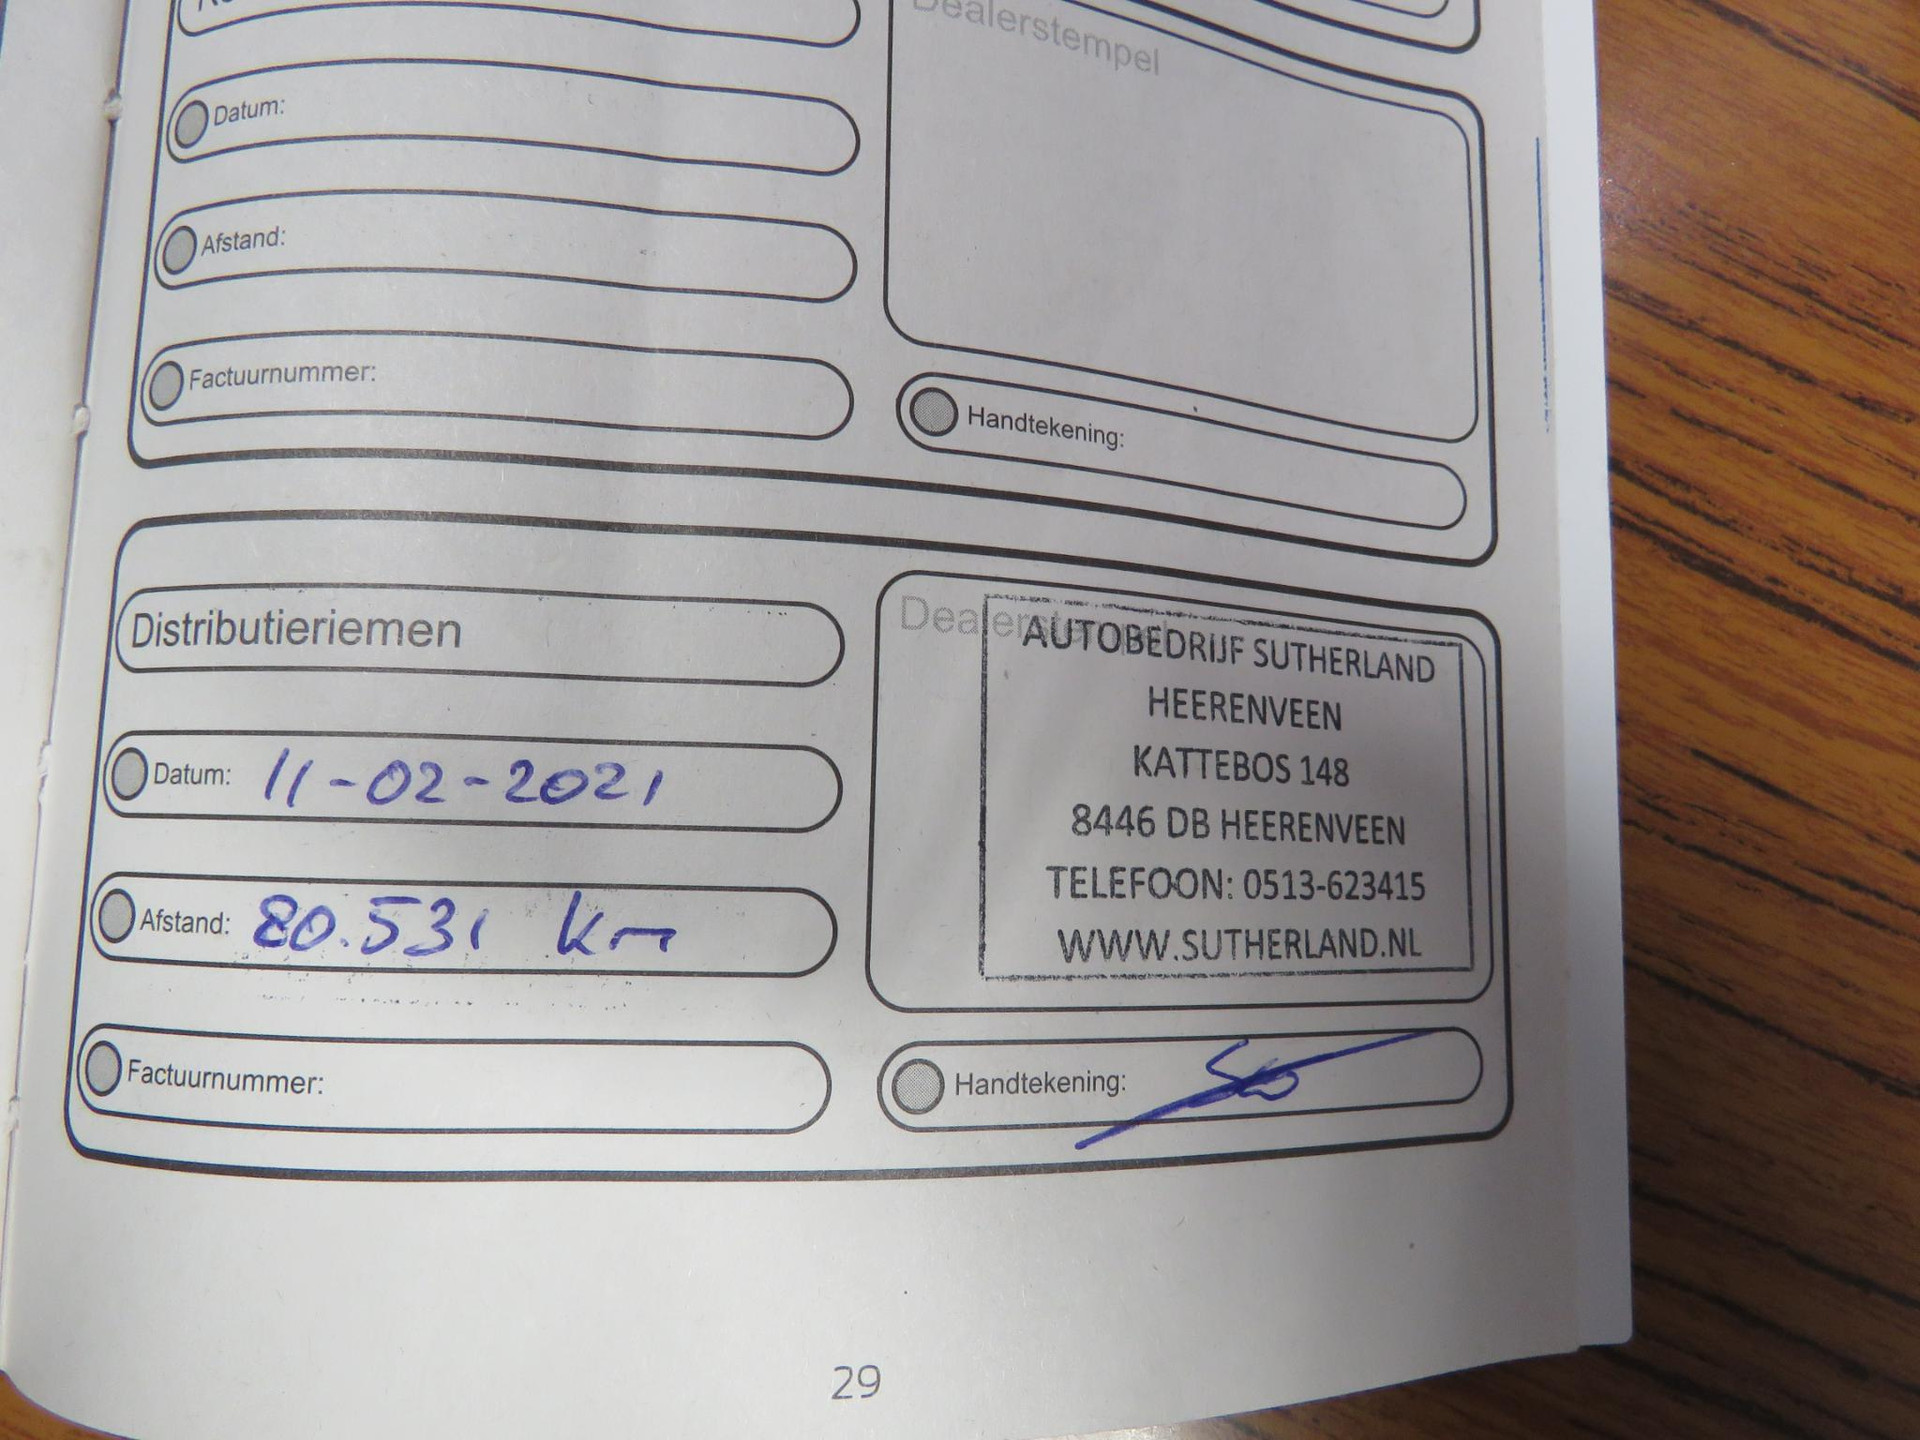 Dealerstempel
Datum:
Afstand:
Factuurnummer:
Handtekening:
Distributieriemen
Datum: 11-02-2021
Afstand: 80.531 km
Factuurnummer:
Dealerstempel
AUTOBEDRIJF SUTHERLAND
HEERENVEEN
KATTEBOS 148
8446 DB HEERENVEEN
TELEFOON: 0513-623415
WWW.SUTHERLAND.NL
Handtekening:
29